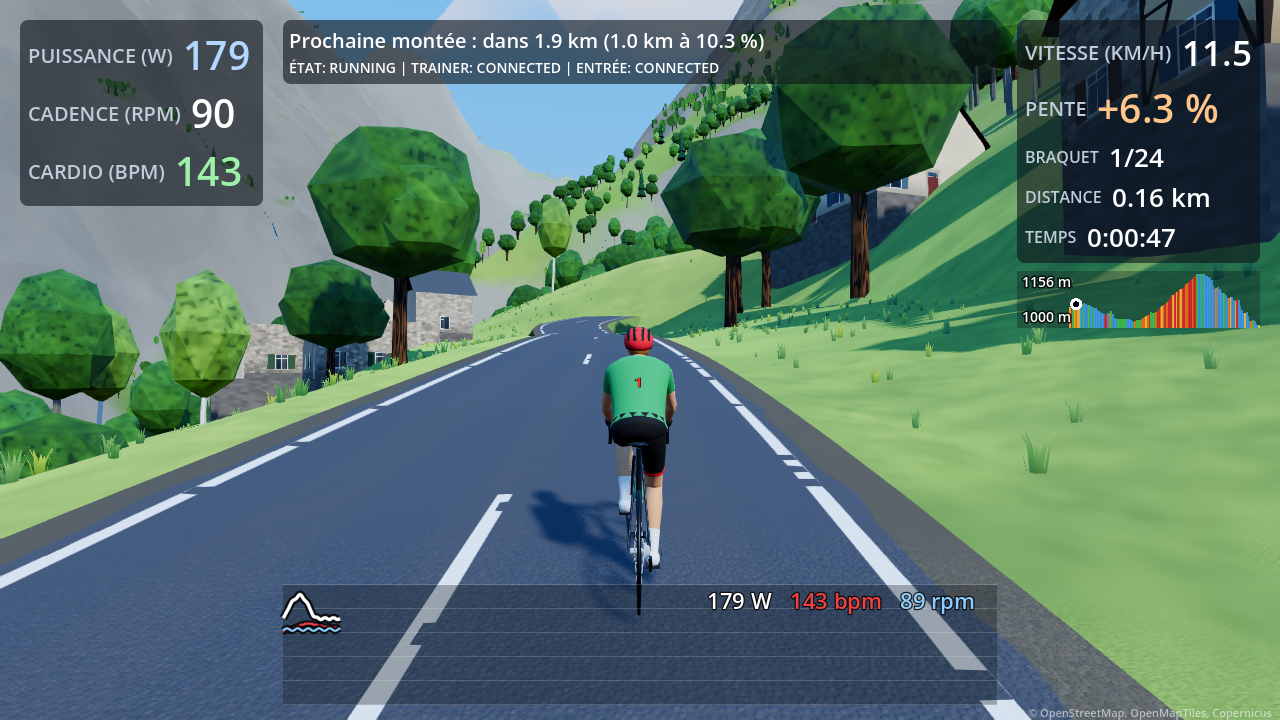 PUISSANCE (W) 179
CADENCE (RPM) 90
CARDIO (BPM) 143
Prochaine montée : dans 1.9 km (1.0 km à 10.3 %)
ÉTAT: RUNNING | TRAINER: CONNECTED | ENTRÉE: CONNECTED
VITESSE (KM/H) 11.5
PENTE +6.3 %
BRAQUET 1/24
DISTANCE 0.16 km
TEMPS 0:00:47
1156 m
1000 m
1
179 W 143 bpm 89 rpm
© OpenStreetMap, OpenMapTiles, Copernicus